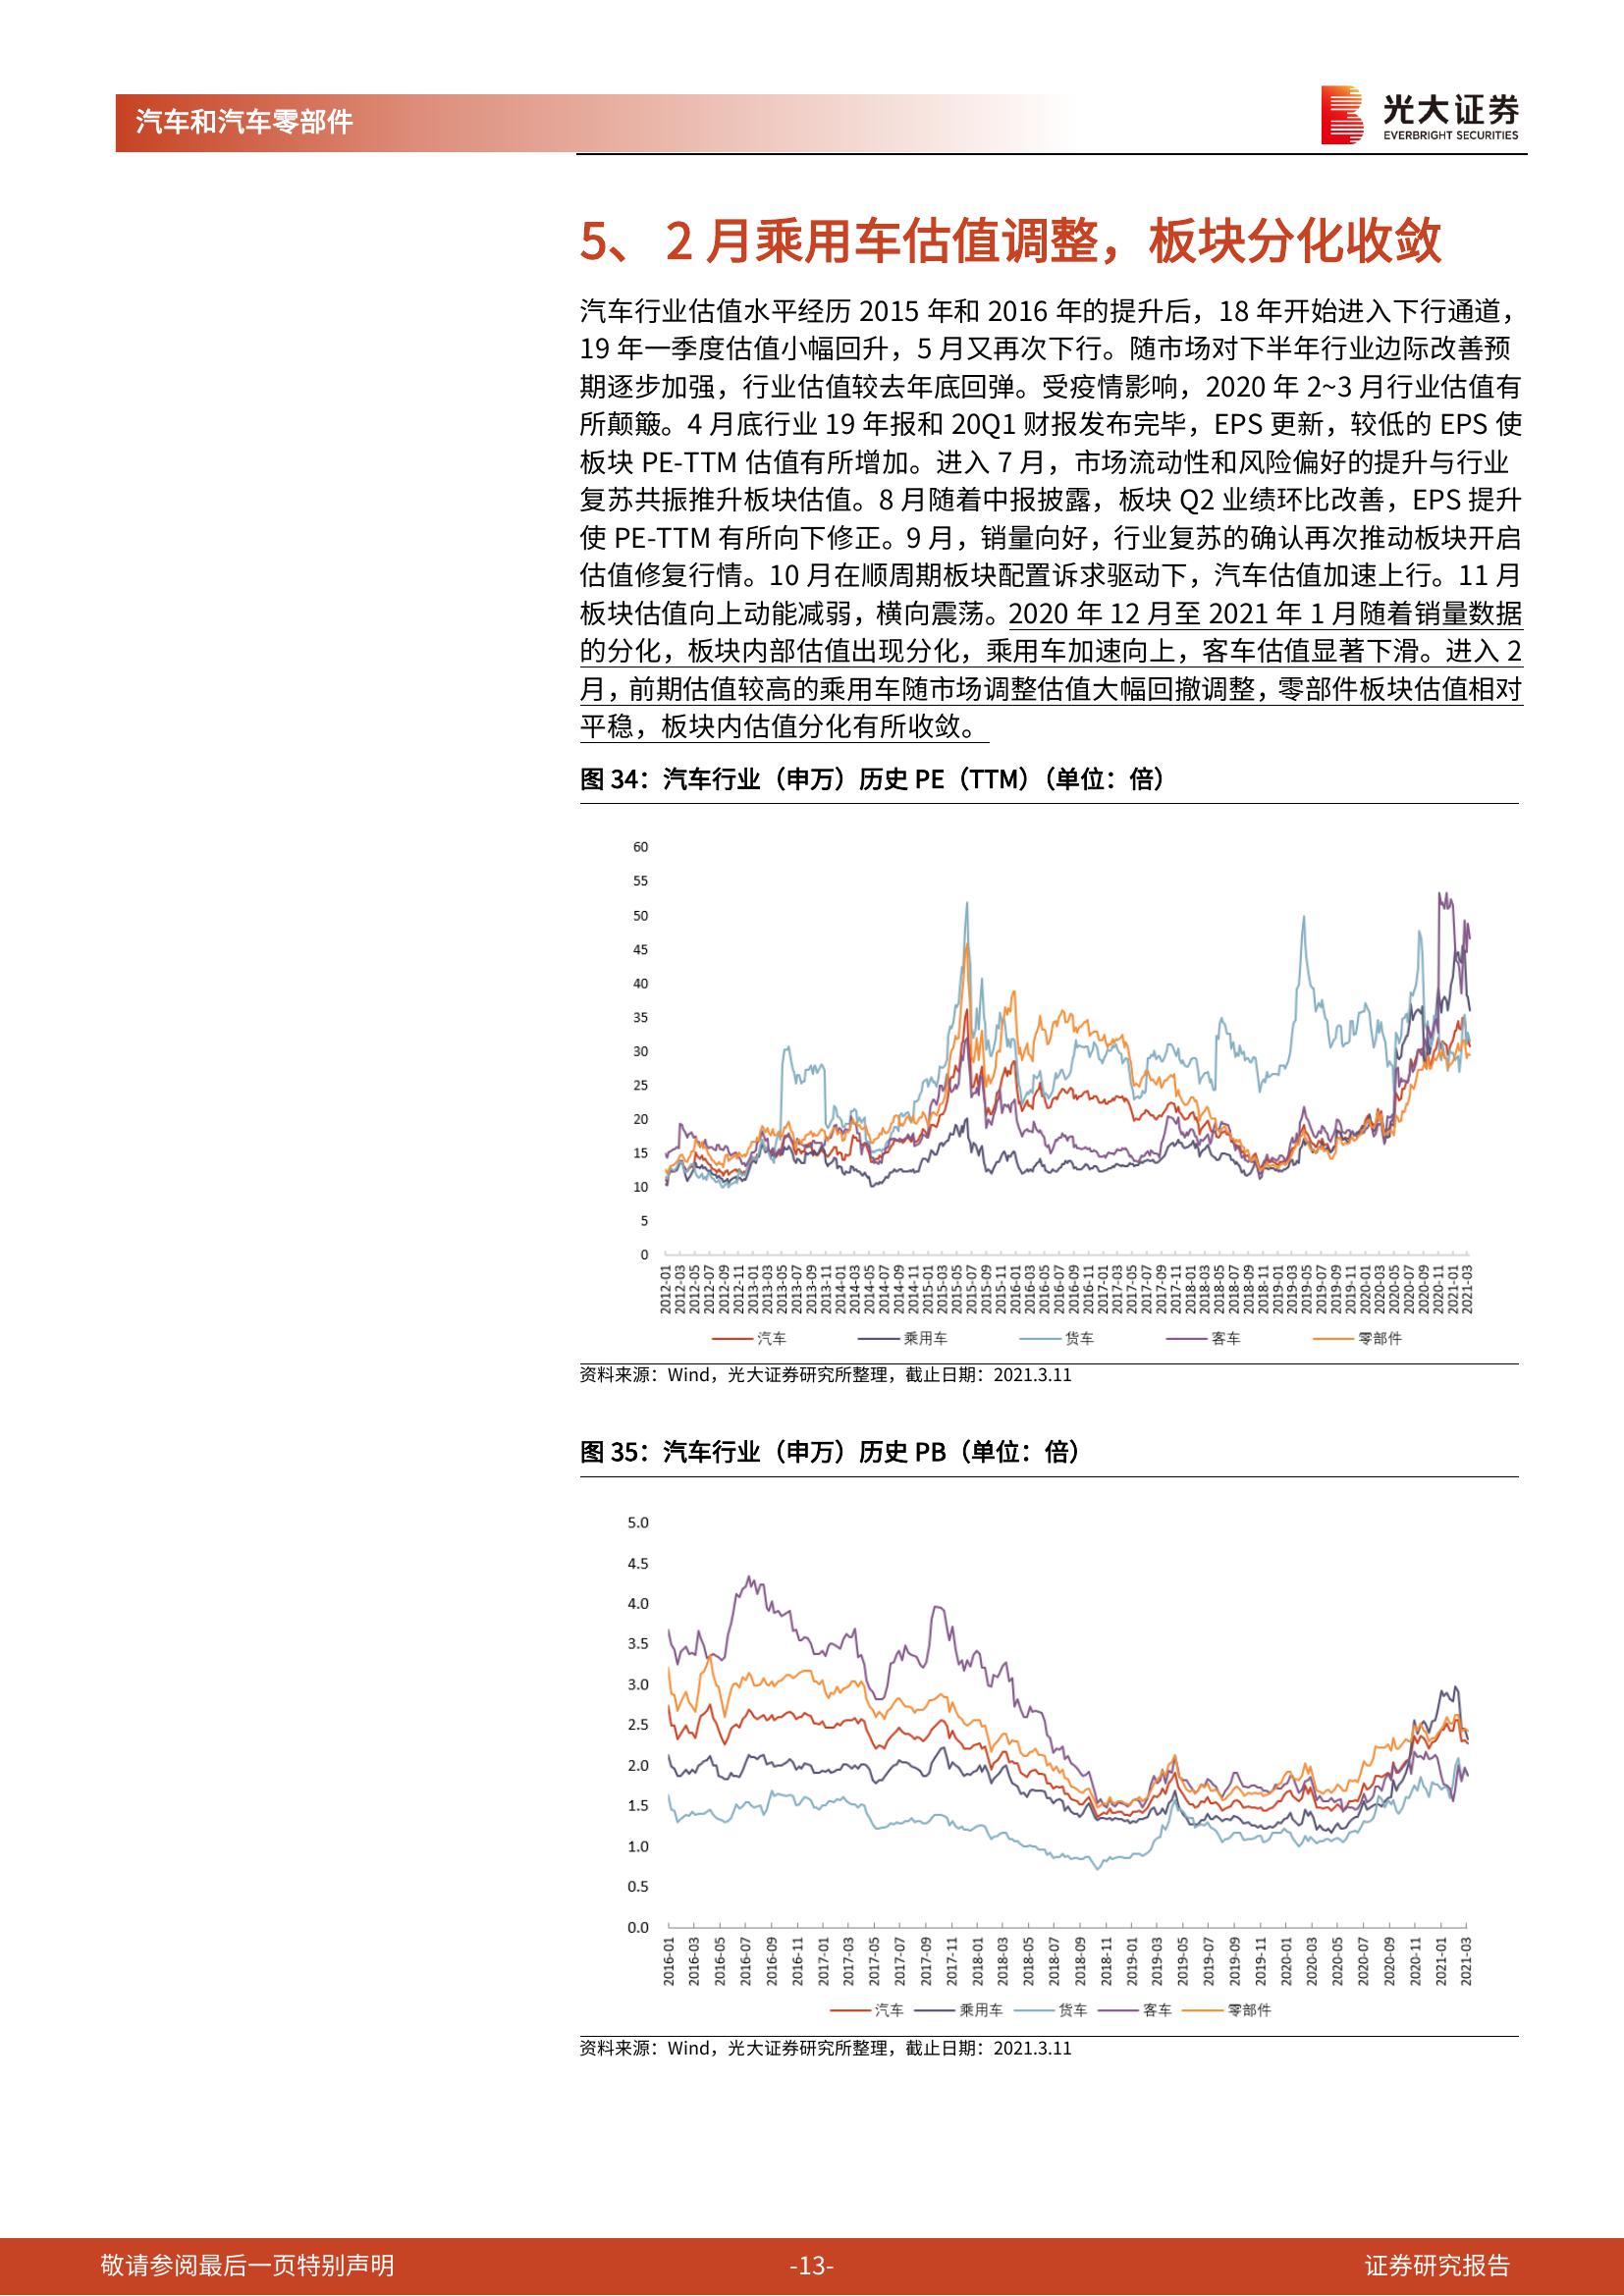 汽车和汽车零部件
光大证券
EVERBRIGHT SECURITIES
5、 2 月乘用车估值调整，板块分化收敛
汽车行业估值水平经历 2015 年和 2016 年的提升后，18 年开始进入下行通道，
19 年一季度估值小幅回升，5 月又再次下行。随市场对下半年行业边际改善预
期逐步加强，行业估值较去年底回弹。受疫情影响，2020 年 2~3 月行业估值有
所颠簸。4 月底行业 19 年报和 20Q1 财报发布完毕，EPS 更新，较低的 EPS 使
板块 PE-TTM 估值有所增加。进入 7 月，市场流动性和风险偏好的提升与行业
复苏共振推升板块估值。8 月随着中报披露，板块 Q2 业绩环比改善，EPS 提升
使 PE-TTM 有所向下修正。9 月，销量向好，行业复苏的确认再次推动板块开启
估值修复行情。10 月在顺周期板块配置诉求驱动下，汽车估值加速上行。11 月
板块估值向上动能减弱，横向震荡。2020 年 12 月至 2021 年 1 月随着销量数据
的分化，板块内部估值出现分化，乘用车加速向上，客车估值显著下滑。进入 2
月，前期估值较高的乘用车随市场调整估值大幅回撤调整，零部件板块估值相对
平稳，板块内估值分化有所收敛。
图 34：汽车行业（申万）历史 PE（TTM）（单位：倍）
60
55
50
45
40
35
30
25
20
15
10
5
0
2012-01 2012-03 2012-05 2012-07 2012-09 2012-11 2013-01 2013-03 2013-05 2013-07 2013-09 2013-11 2014-01 2014-03 2014-05 2014-07 2014-09 2014-11 2015-01 2015-03 2015-05 2015-07 2015-09 2015-11 2016-01 2016-03 2016-05 2016-07 2016-09 2016-11 2017-01 2017-03 2017-05 2017-07 2017-09 2017-11 2018-01 2018-03 2018-05 2018-07 2018-09 2018-11 2019-01 2019-03 2019-05 2019-07 2019-09 2019-11 2020-01 2020-03 2020-05 2020-07 2020-09 2020-11 2021-01 2021-03
汽车 乘用车 货车 客车 零部件
资料来源：Wind，光大证券研究所整理，截止日期：2021.3.11
图 35：汽车行业（申万）历史 PB（单位：倍）
5.0
4.5
4.0
3.5
3.0
2.5
2.0
1.5
1.0
0.5
0.0
2016-01 2016-03 2016-05 2016-07 2016-09 2016-11 2017-01 2017-03 2017-05 2017-07 2017-09 2017-11 2018-01 2018-03 2018-05 2018-07 2018-09 2018-11 2019-01 2019-03 2019-05 2019-07 2019-09 2019-11 2020-01 2020-03 2020-05 2020-07 2020-09 2020-11 2021-01 2021-03
汽车 乘用车 货车 客车 零部件
资料来源：Wind，光大证券研究所整理，截止日期：2021.3.11
敬请参阅最后一页特别声明
-13-
证券研究报告